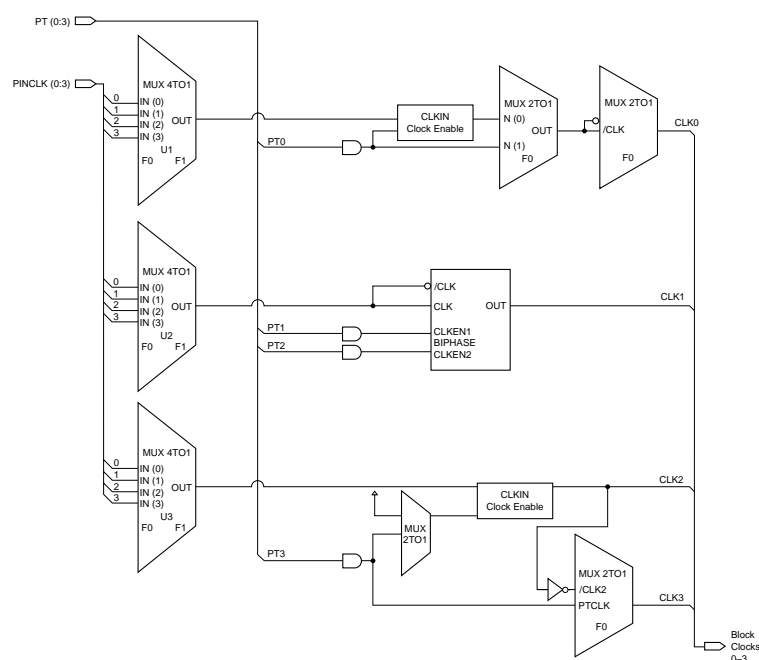 PT (0:3)
PINCLK (0:3)
MUX 4TO1
0 IN (0)
1 IN (1)
2 IN (2)
3 IN (3)
OUT
U1
F0 F1
PT0
CLKIN
Clock Enable
MUX 2TO1
N (0)
OUT
N (1)
F0
MUX 2TO1
/CLK
F0
CLK0
MUX 4TO1
0 IN (0)
1 IN (1)
2 IN (2)
3 IN (3)
OUT
U2
F0 F1
PT1
PT2
/CLK
CLK OUT
CLKEN1
BIPHASE
CLKEN2
CLK1
MUX 4TO1
0 IN (0)
1 IN (1)
2 IN (2)
3 IN (3)
OUT
U3
F0 F1
PT3
MUX
2TO1
CLKIN
Clock Enable
CLK2
MUX 2TO1
/CLK2
PTCLK
F0
CLK3
Block
Clocks
0–3